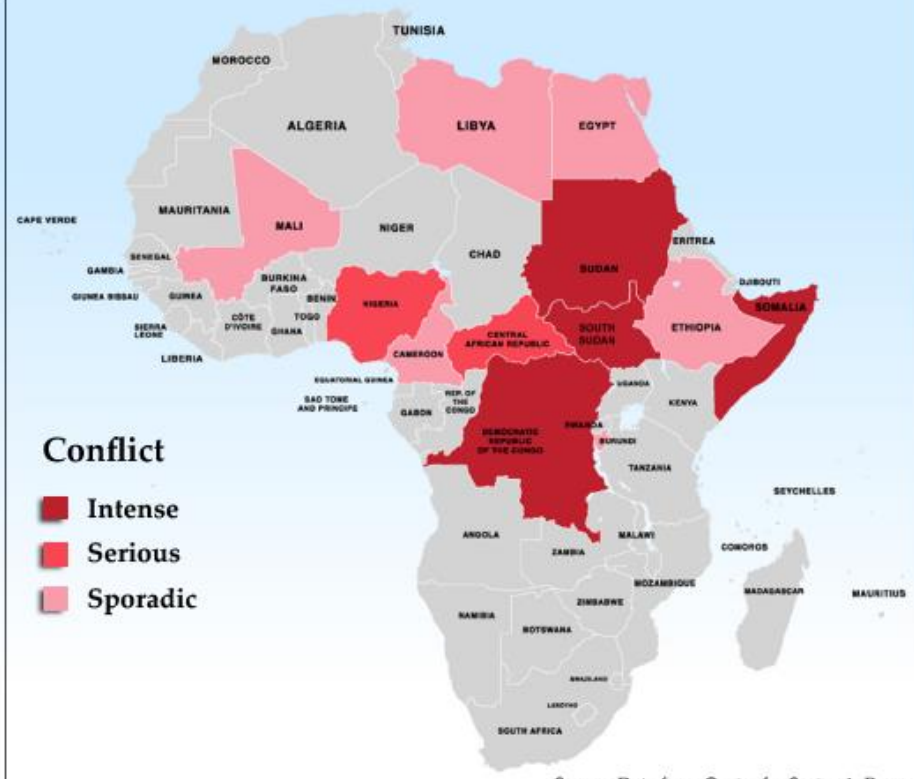 TUNISIA
MOROCCO
ALGERIA
LIBYA
EGYPT
MAURITANIA
MALI
NIGER
CAPE VERDE
CHAD
SUDAN
ERITREA
SENEGAL
GAMBIA
BURKINA
FASO
DJIBOUTI
GIUNEA BISSAU
GUINEA
BENIN
NIGERIA
SOMALIA
CÔTE
D'IVOIRE
TOGO
GHANA
SIERRA
LEONE
CENTRAL
AFRICAN REPUBLIC
SOUTH
SUDAN
ETHIOPIA
LIBERIA
CAMEROON
EQUATORIAL GUINEA
UGANDA
SAO TOME
AND PRINCIPE
GABON
REP. OF
THE
CONGO
KENYA
RWANDA
DEMOCRATIC
REPUBLIC
OF THE CONGO
BURUNDI
Conflict
TANZANIA
SEYCHELLES
Intense
Serious
Sporadic
ANGOLA
MALAWI
ZAMBIA
COMOROS
MOZAMBIQUE
MADAGASCAR
MAURITIUS
ZIMBABWE
NAMIBIA
BOTSWANA
SWAZILAND
LESOTHO
SOUTH AFRICA